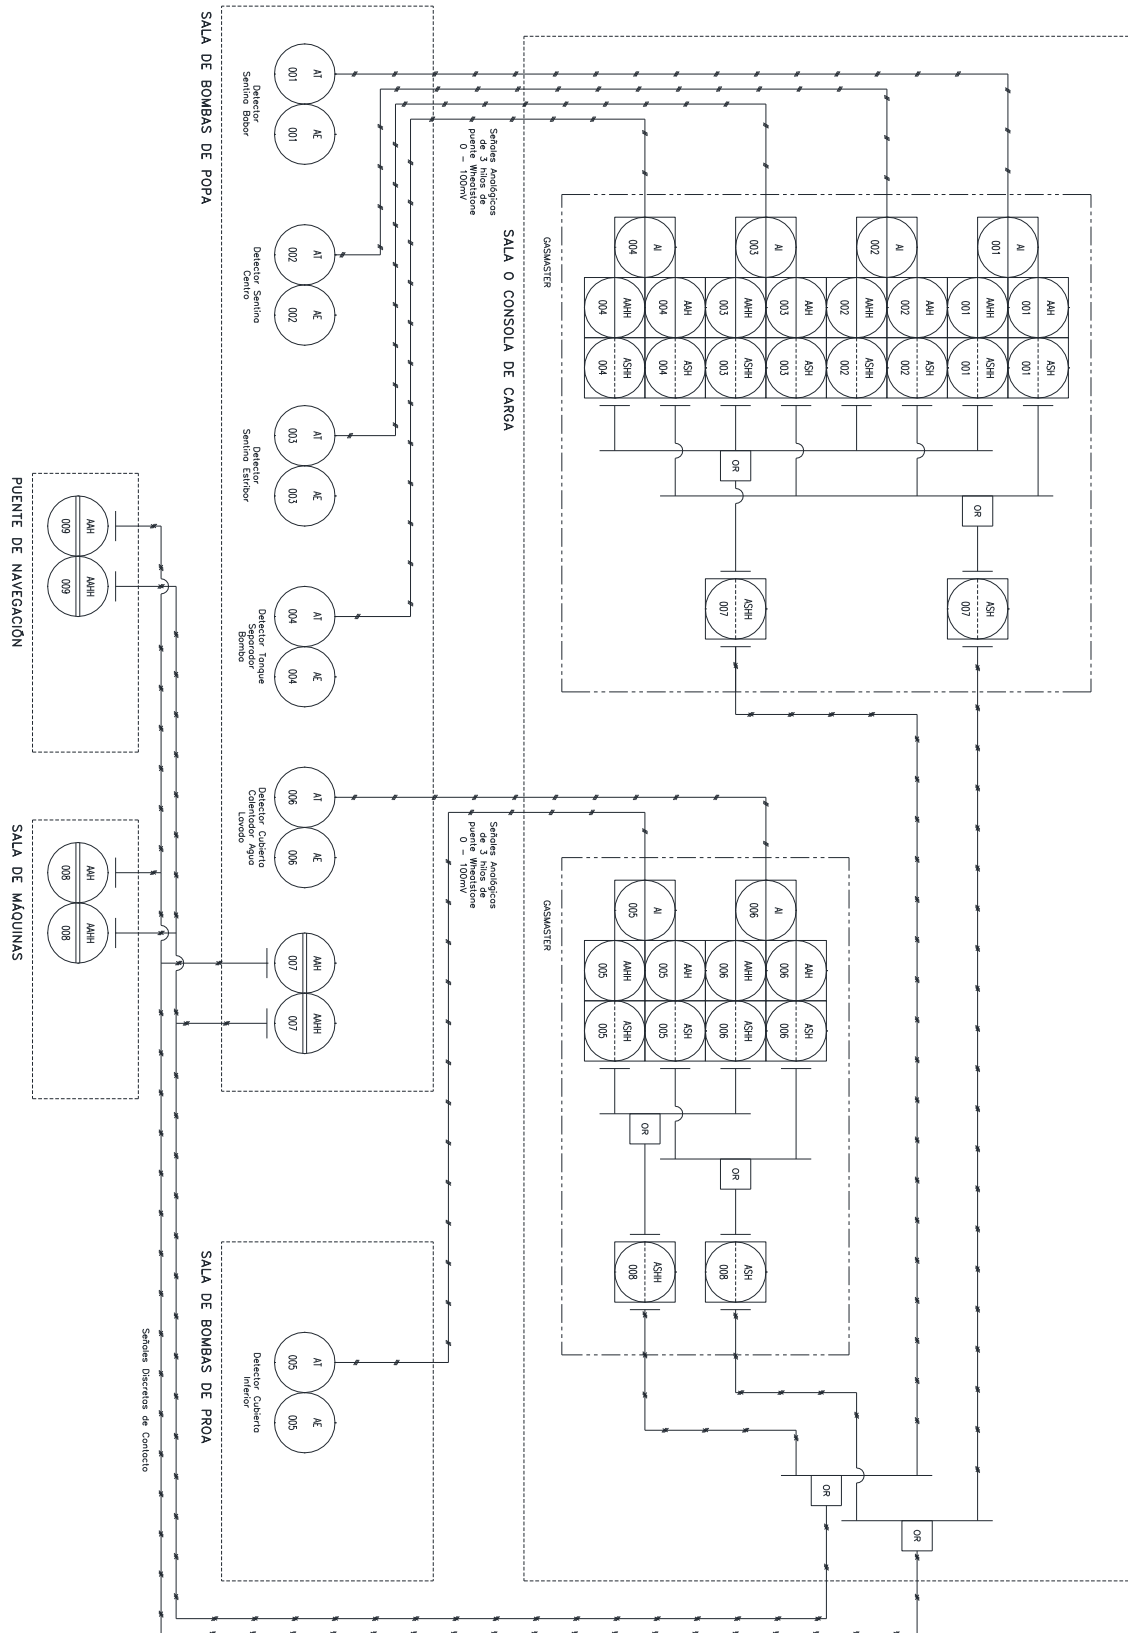 AAH ASH
001 001
AI
001
AAHH ASHH
001 001
OR
ASH
007
AAH ASH
002 002
OR
AI
002
AAHH ASHH
002 002
OR
AAH ASH
003 003
AAH ASH
006 006
AI
003
AI
006
AAHH ASHH
003 003
OR
ASHH
007
AAHH ASHH
006 006
OR
ASH
008
AAH ASH
004 004
AAH ASH
005 005
AI
004
AI
005
OR
ASHH
008
AAHH ASHH
004 004
AAHH ASHH
005 005
GASMASTER
GASMASTER
SALA O CONSOLA DE CARGA
Señales Analógicas
de 3 hilos de
puente Wheatstone
0 - 100mV
Señales Analógicas
de 3 hilos de
puente Wheatstone
0 - 100mV
AT AE
001 001
Detector
Sentina Babor
AT AE
002 002
Detector Sentina
Centro
AT AE
003 003
Detector
Sentina Estribor
AT AE
004 004
Detector Tanque
Separador
Bomba
AT AE
006 006
Detector Cubierta
Calentador Agua
Lavado
AAH AAHH
007 007
AT AE
005 005
Detector Cubierta
Inferior
SALA DE BOMBAS DE POPA
SALA DE BOMBAS DE PROA
Señales Discretas de Contacto
AAH AAHH
009 009
AAH AAHH
008 008
PUENTE DE NAVEGACIÓN
SALA DE MÁQUINAS